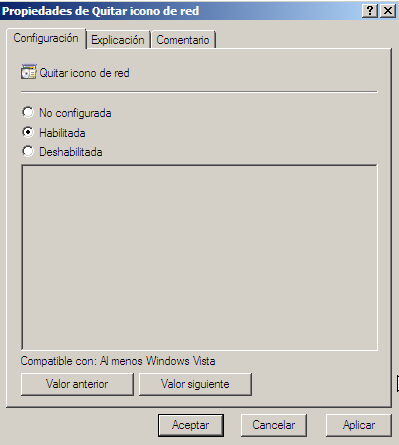 Propiedades de Quitar icono de red
Configuración Explicación Comentario
Quitar icono de red
No configurada
Habilitada
Deshabilitada
Compatible con: Al menos Windows Vista
Valor anterior Valor siguiente
Aceptar Cancelar Aplicar